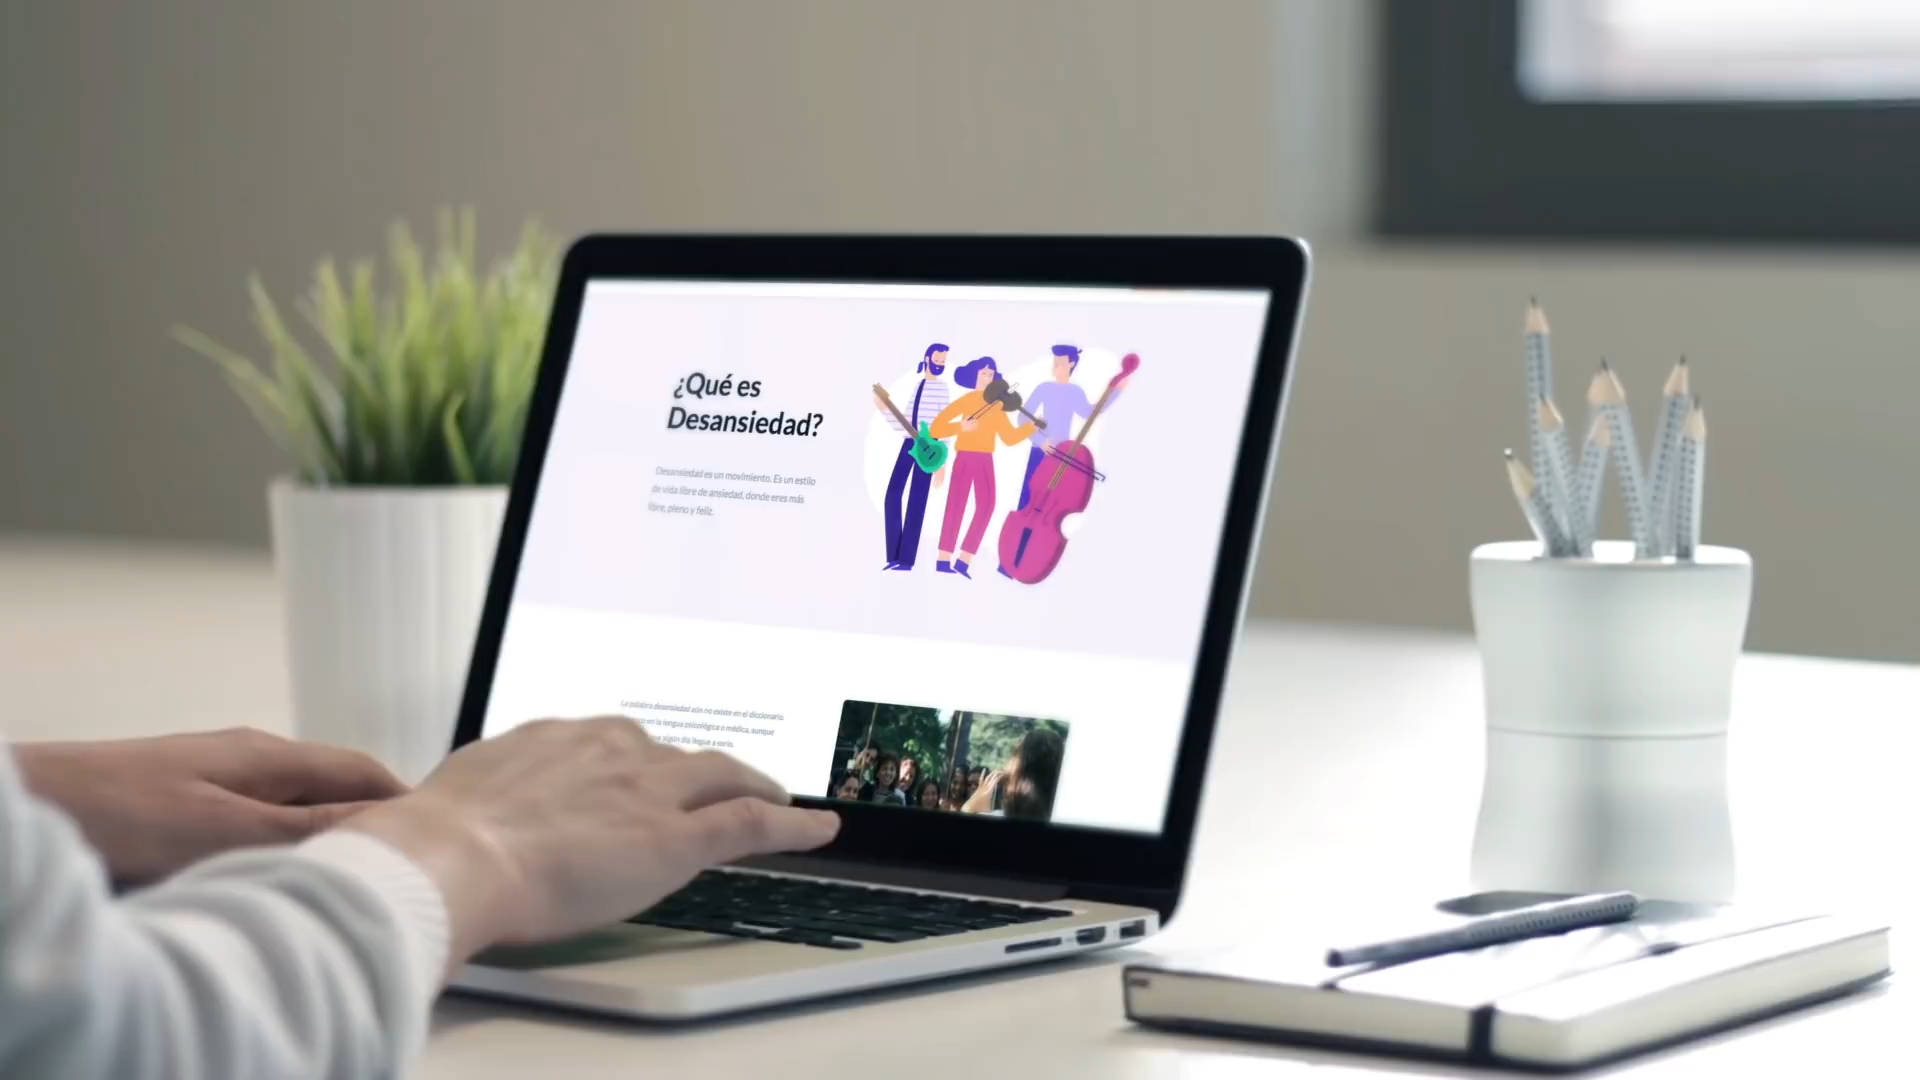 ¿Qué es
Desansiedad?
Desansiedad es un movimiento. Es un estilo
de vida libre de ansiedad, donde eres más
libre, pleno y feliz.
La palabra desansiedad aún no existe en el diccionario.
en la lengua psicológica o médica, aunque
que algún día llegue a serlo.